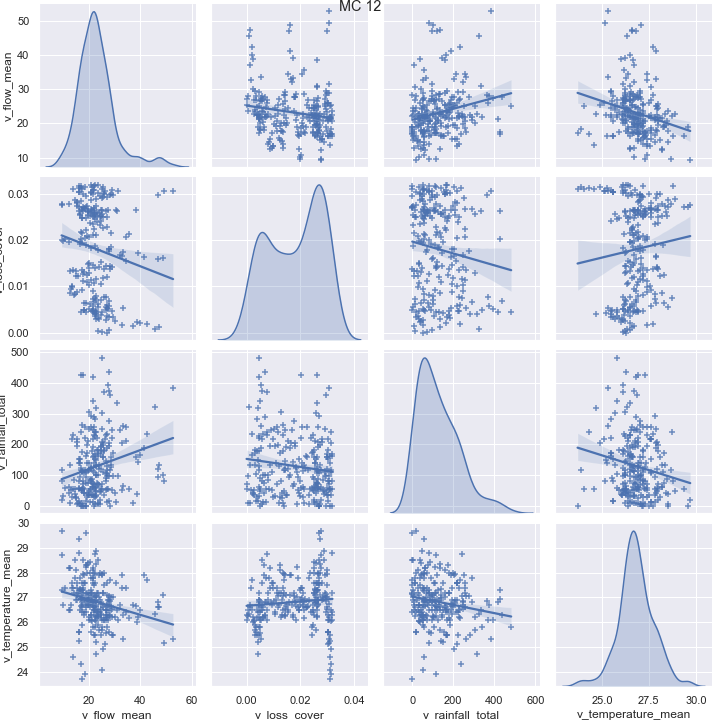 MC 12
v_flow_mean
50
40
30
20
10
0.03
0.02
0.01
0.00
v_rainfall_total
500
400
300
200
100
0
v_temperature_mean
30
29
28
27
26
25
24
20 40 60
0.00 0.02 0.04
0 200 400 600
25.0 27.5 30.0
v_flow_mean
v_loss_cover
v_rainfall_total
v_temperature_mean